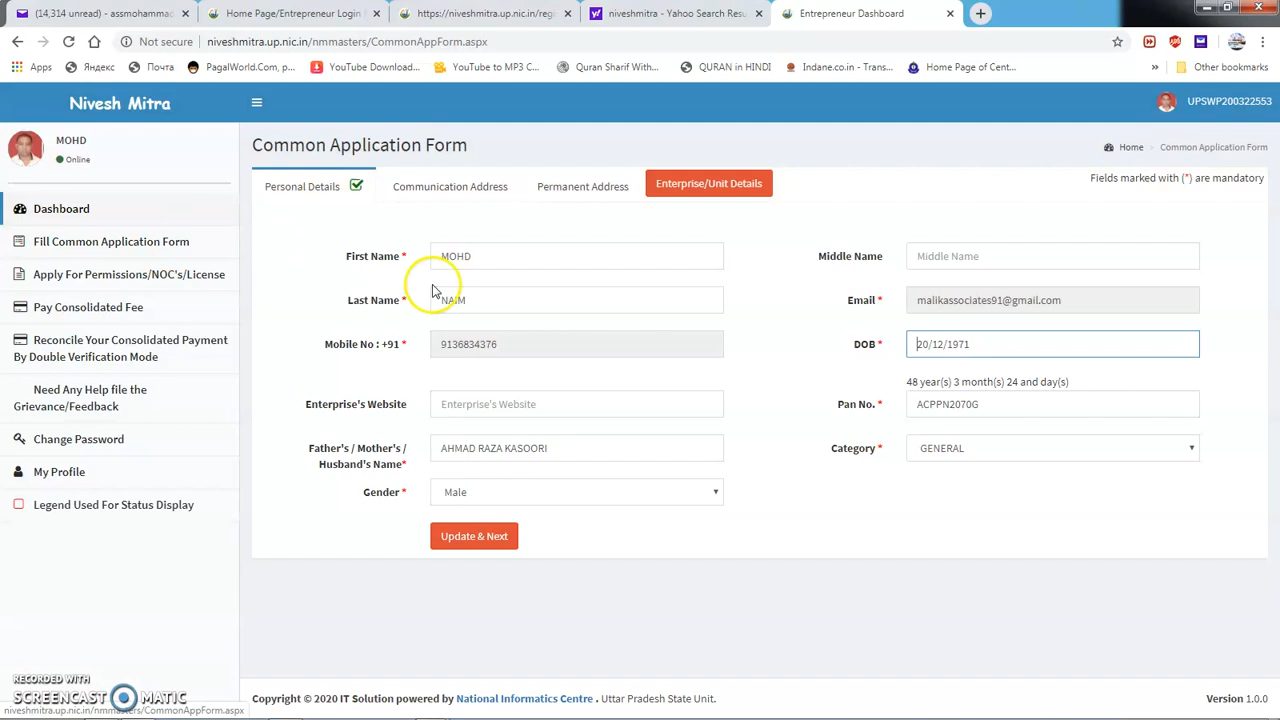 (14,314 unread) - assmohammad
Home Page/Entrepreneur Login
https://niveshmitra.up.nic.in/
niveshmitra - Yahoo Search Resu
Entrepreneur Dashboard
Not secure niveshmitra.up.nic.in/nmmasters/CommonAppForm.aspx
Apps Яндекс Почта PagalWorld.Com, p... YouTube Download... YouTube to MP3 C... Quran Sharif With... QURAN in HINDI Indane.co.in - Trans... Home Page of Cent... » Other bookmarks
Nivesh Mitra UPSWP200322553
MOHD
Online
Dashboard
Fill Common Application Form
Apply For Permissions/NOC's/License
Pay Consolidated Fee
Reconcile Your Consolidated Payment
By Double Verification Mode
Need Any Help file the
Grievance/Feedback
Change Password
My Profile
Legend Used For Status Display
Common Application Form
Home > Common Application Form
Personal Details Communication Address Permanent Address Enterprise/Unit Details
Fields marked with (*) are mandatory
First Name * MOHD Middle Name Middle Name
Last Name * NAIM Email * malikassociates91@gmail.com
Mobile No : +91 * 9136834376 DOB * 20/12/1971
48 year(s) 3 month(s) 24 and day(s)
Enterprise's Website Enterprise's Website Pan No. * ACPPN2070G
Father's / Mother's /
Husband's Name* AHMAD RAZA KASOORI Category * GENERAL
Gender * Male
Update & Next
RECORDED WITH
SCREENCAST MATIC
niveshmitra.up.nic.in/nmmasters/CommonAppForm.aspx
Copyright © 2020 IT Solution powered by National Informatics Centre . Uttar Pradesh State Unit.
Version 1.0.0